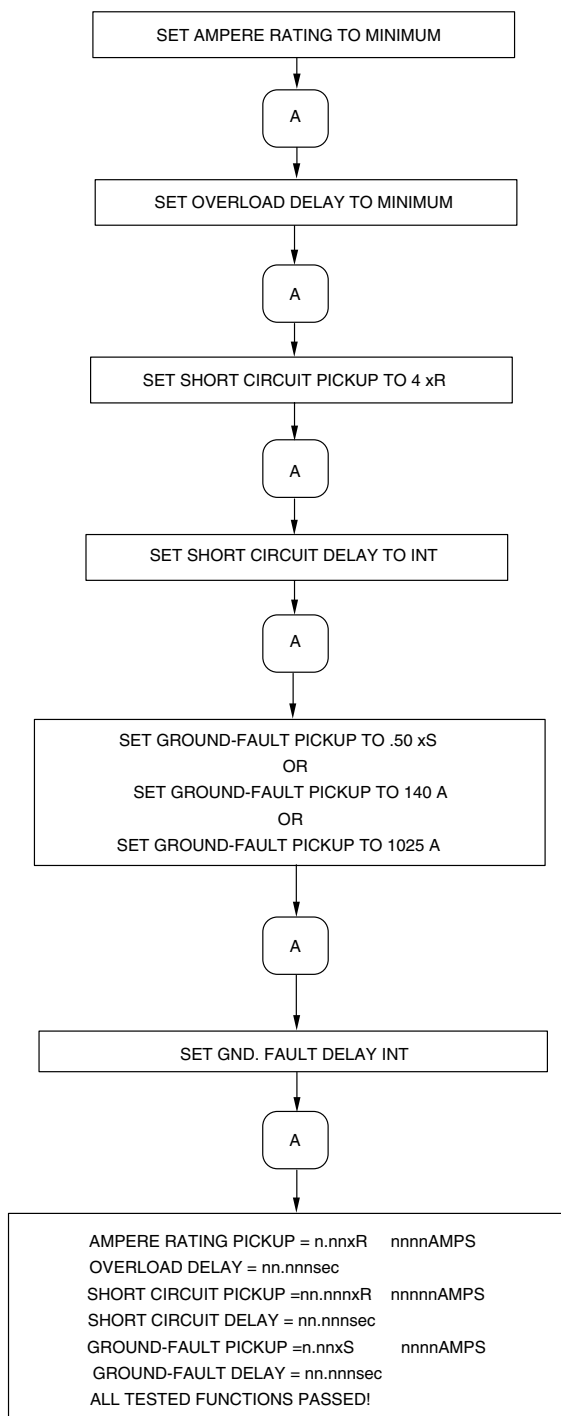 SET AMPERE RATING TO MINIMUM
A
SET OVERLOAD DELAY TO MINIMUM
A
SET SHORT CIRCUIT PICKUP TO 4 xR
A
SET SHORT CIRCUIT DELAY TO INT
A
SET GROUND-FAULT PICKUP TO .50 xS
OR
SET GROUND-FAULT PICKUP TO 140 A
OR
SET GROUND-FAULT PICKUP TO 1025 A
A
SET GND. FAULT DELAY INT
A
AMPERE RATING PICKUP = n.nnxR nnnnAMPS
OVERLOAD DELAY = nn.nnnsec
SHORT CIRCUIT PICKUP =nn.nnnxR nnnnnAMPS
SHORT CIRCUIT DELAY = nn.nnnsec
GROUND-FAULT PICKUP =n.nnxS nnnnAMPS
GROUND-FAULT DELAY = nn.nnnsec
ALL TESTED FUNCTIONS PASSED!